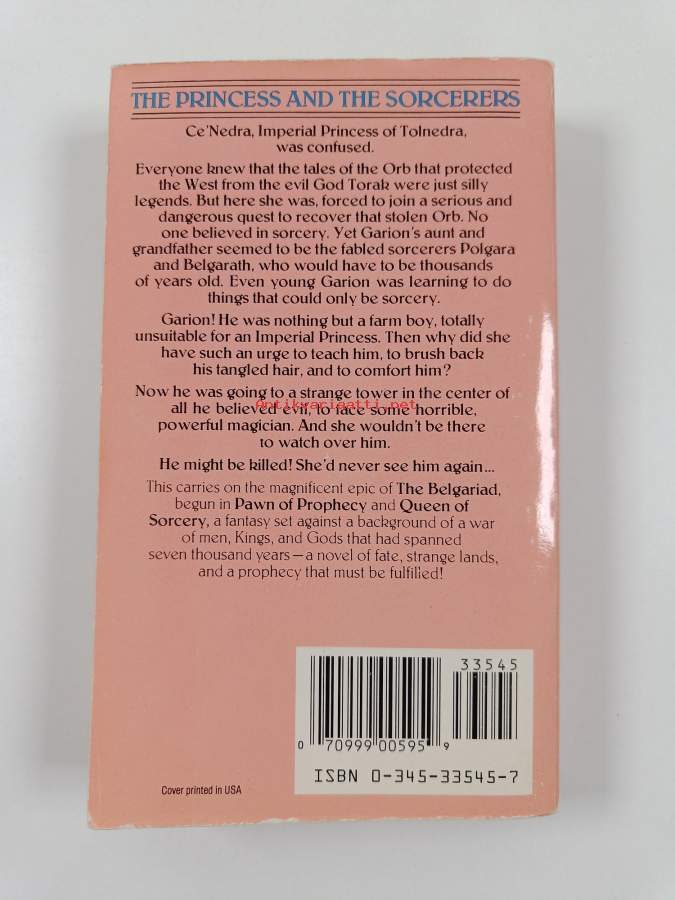 THE PRINCESS AND THE SORCERERS
Ce'Nedra, Imperial Princess of Tolnedra,
was confused.
Everyone knew that the tales of the Orb that protected
the West from the evil God Torak were just silly
legends. But here she was, forced to join a serious and
dangerous quest to recover that stolen Orb. No
one believed in sorcery. Yet Garion's aunt and
grandfather seemed to be the fabled sorcerers Polgara
and Belgarath, who would have to be thousands
of years old. Even young Garion was learning to do
things that could only be sorcery.
Garion! He was nothing but a farm boy, totally
unsuitable for an Imperial Princess. Then why did she
have such an urge to teach him, to brush back
his tangled hair, and to comfort him?
Now he was going to a strange tower in the center of
all he believed evil, to face some horrible,
Antikvariaatti.net
powerful magician. And she wouldn't be there
to watch over him.
He might be killed! She'd never see him again...
This carries on the magnificent epic of The Belgariad,
begun in Pawn of Prophecy and Queen of
Sorcery, a fantasy set against a background of a war
of men, Kings, and Gods that had spanned
seven thousand years—a novel of fate, strange lands,
and a prophecy that must be fulfilled!
33545
0 70999 00595 9
ISBN 0-345-33545-7
Cover printed in USA